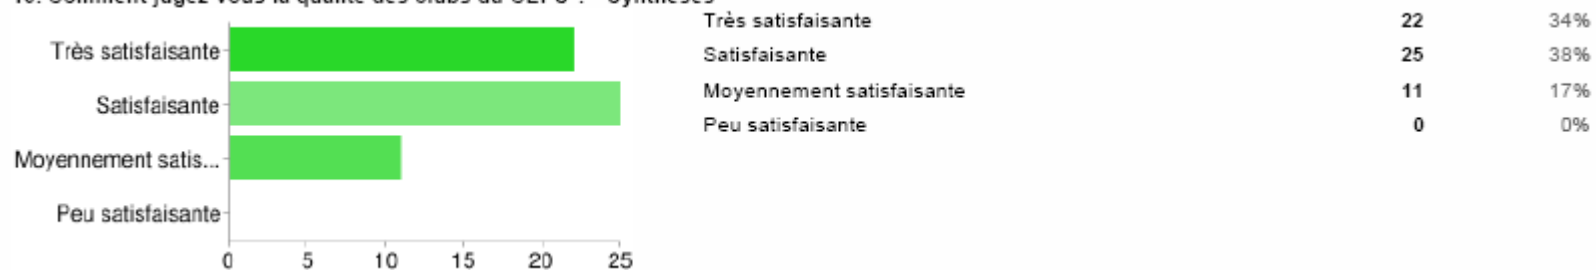 Très satisfaisante
Satisfaisante
Moyennement satis...
Peu satisfaisante
0 5 10 15 20 25
Très satisfaisante 22 34%
Satisfaisante 25 38%
Moyennement satisfaisante 11 17%
Peu satisfaisante 0 0%